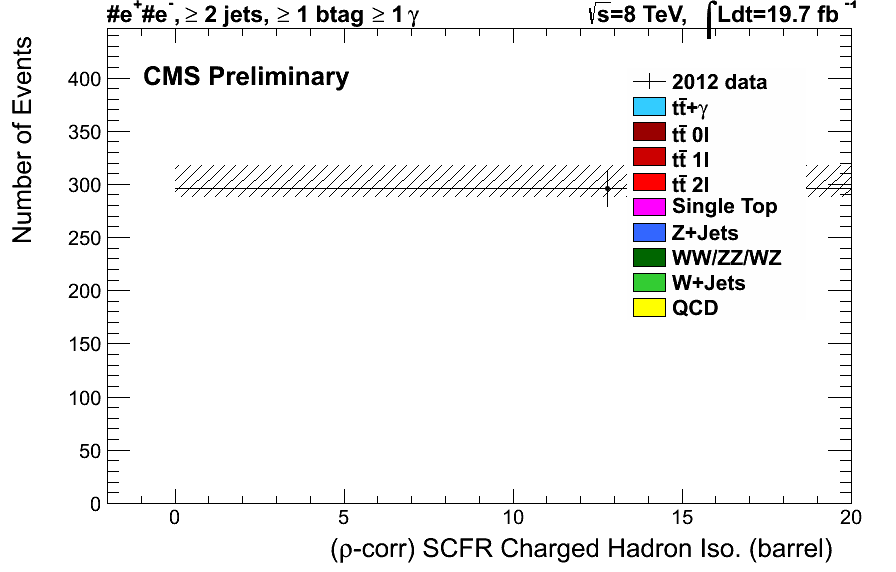 #e⁺#e⁻, ≥ 2 jets, ≥ 1 btag ≥ 1 γ
√s=8 TeV, ∫Ldt=19.7 fb⁻¹
CMS Preliminary
2012 data
tt̄+γ
tt̄ 0l
tt̄ 1l
tt̄ 2l
Single Top
Z+Jets
WW/ZZ/WZ
W+Jets
QCD
Number of Events
400
350
300
250
200
150
100
50
0
0 5 10 15 20
(ρ-corr) SCFR Charged Hadron Iso. (barrel)